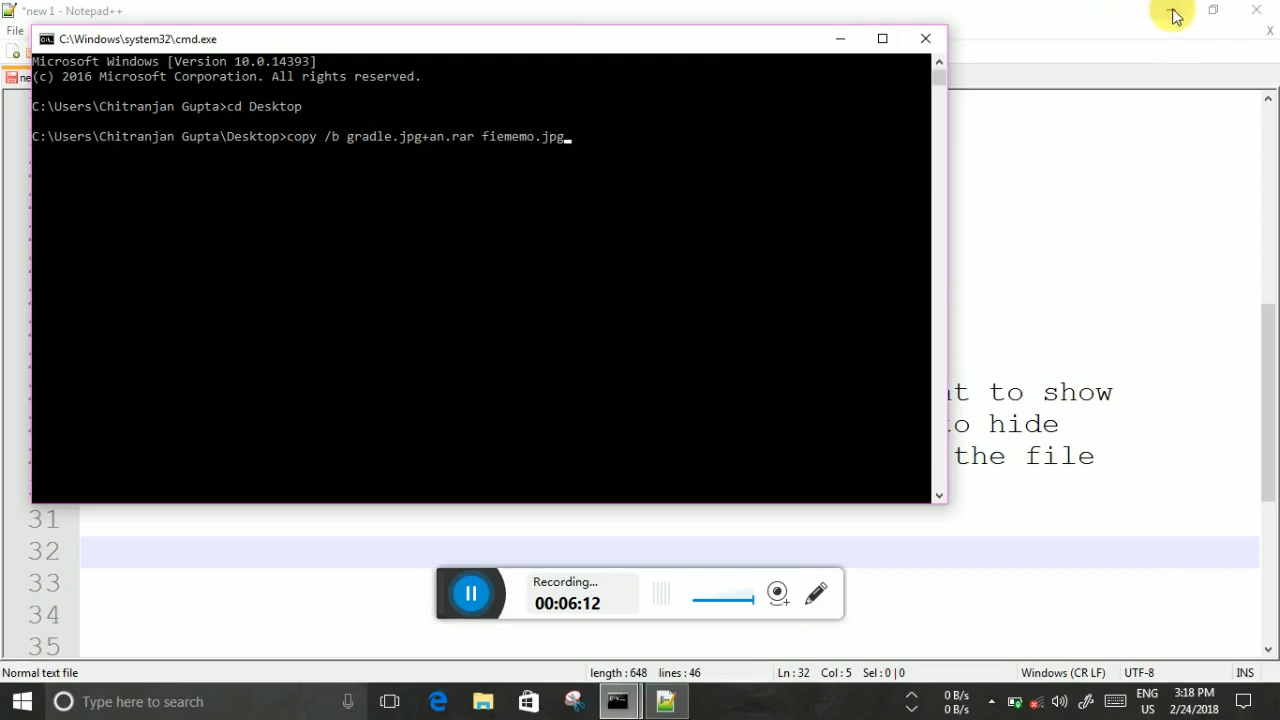 *new 1 - Notepad++
File
X
C:\Windows\system32\cmd.exe
ne
Microsoft Windows [Version 10.0.14393]
(c) 2016 Microsoft Corporation. All rights reserved.
C:\Users\Chitranjan Gupta>cd Desktop
C:\Users\Chitranjan Gupta\Desktop>copy /b gradle.jpg+an.rar fiememo.jpg
t to show
to hide
the file
31
32
33
34
35
Recording...
00:06:12
Normal text file
length : 648 lines : 46
Ln : 32 Col : 5 Sel : 0 | 0
Windows (CR LF)
UTF-8
INS
Type here to search
0 B/s
0 B/s
ENG
US
3:18 PM
2/24/2018